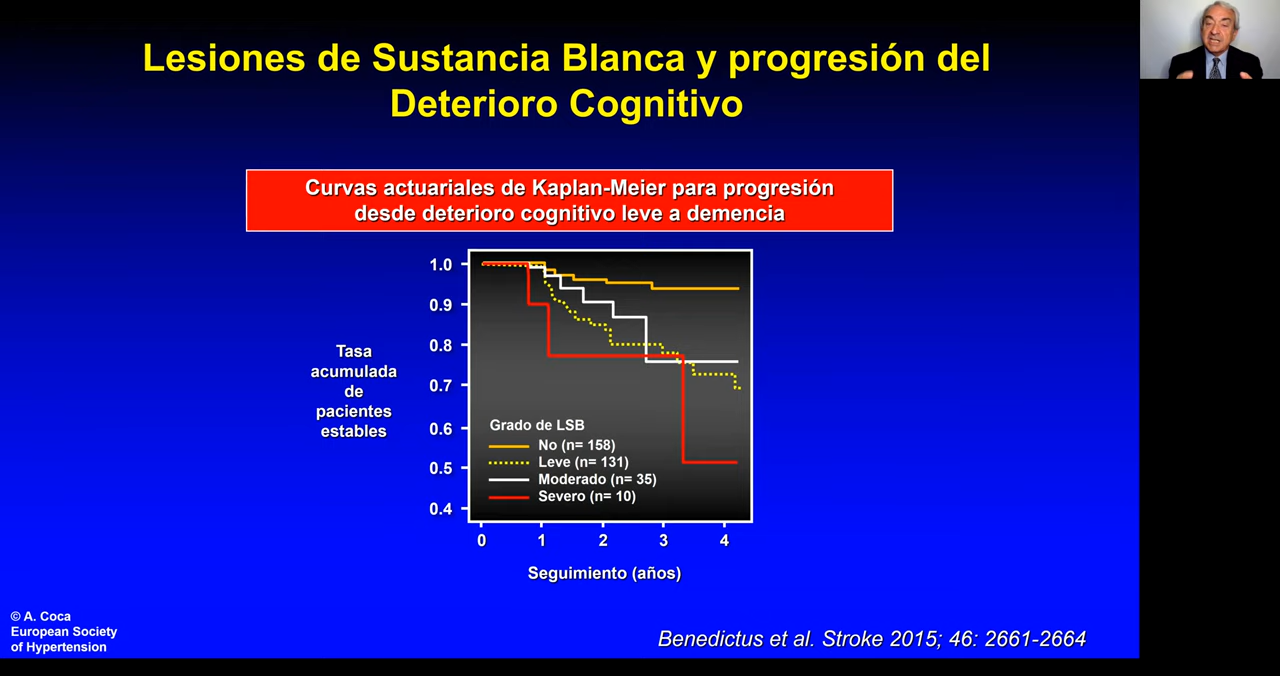 Lesiones de Sustancia Blanca y progresión del
Deterioro Cognitivo
Curvas actuariales de Kaplan-Meier para progresión
desde deterioro cognitivo leve a demencia
1.0
0.9
0.8
0.7
0.6
0.5
0.4
Tasa
acumulada
de
pacientes
estables
Grado de LSB
No (n= 158)
Leve (n= 131)
Moderado (n= 35)
Severo (n= 10)
0 1 2 3 4
Seguimiento (años)
© A. Coca
European Society
of Hypertension
Benedictus et al. Stroke 2015; 46: 2661-2664